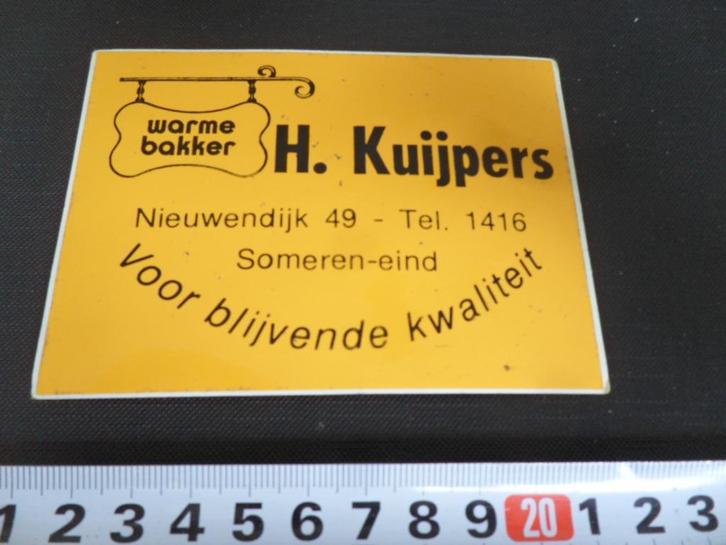 warme
bakker
H. Kuijpers
Nieuwendijk 49 - Tel. 1416
Someren-eind
Voor blijvende kwaliteit
1 2 3 4 5 6 7 8 9 20 1 2 3